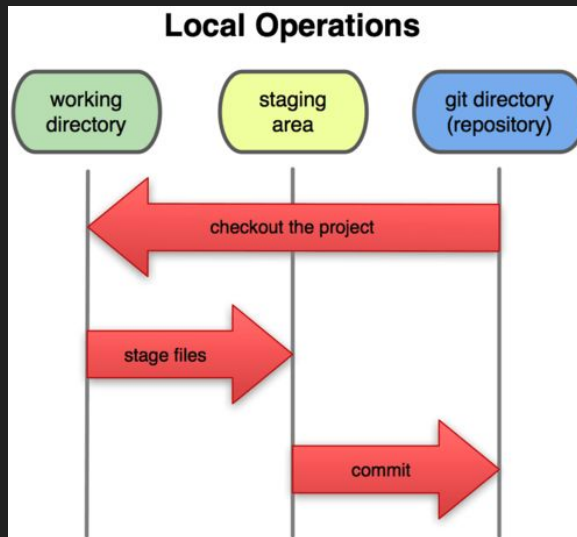 Local Operations
working
directory
staging
area
git directory
(repository)
checkout the project
stage files
commit